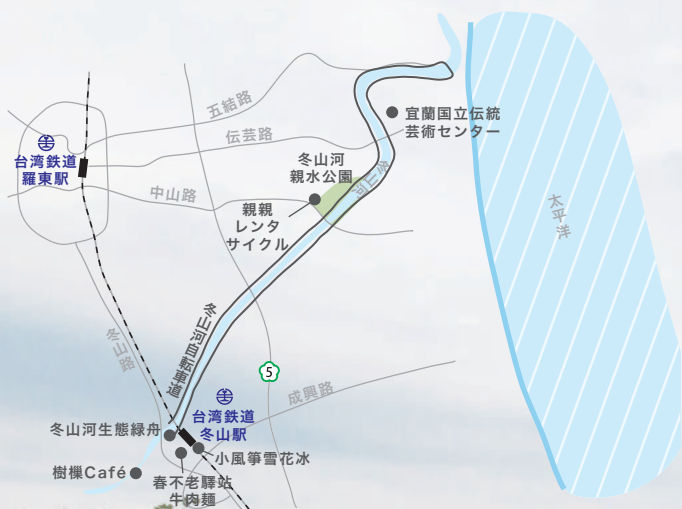 五結路
宜蘭国立伝統
芸術センター
伝芸路
台湾鉄道
羅東駅
冬山河
親水公園
冬山河
中山路
親親
レンタ
サイクル
太平洋
冬山河自転車道
冬山路
5
成興路
台湾鉄道
冬山駅
冬山河生態緑舟
小風箏雪花冰
樹樔Café
春不老驛站
牛肉麺